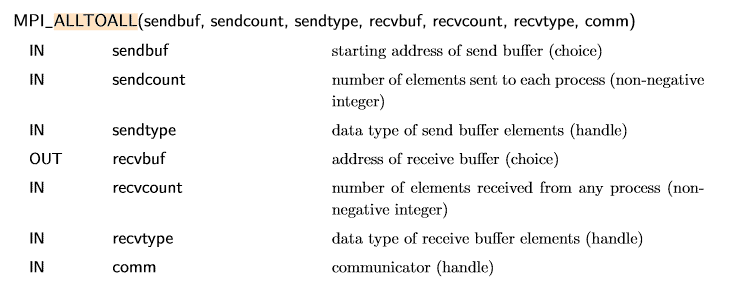 MPI_ALLTOALL(sendbuf, sendcount, sendtype, recvbuf, recvcount, recvtype, comm)
IN sendbuf starting address of send buffer (choice)
IN sendcount number of elements sent to each process (non-negative
integer)
IN sendtype data type of send buffer elements (handle)
OUT recvbuf address of receive buffer (choice)
IN recvcount number of elements received from any process (non-
negative integer)
IN recvtype data type of receive buffer elements (handle)
IN comm communicator (handle)